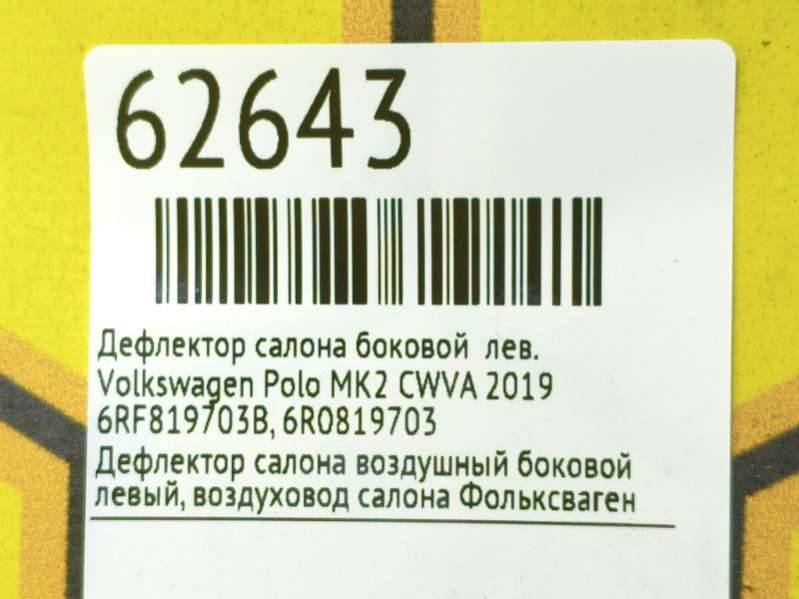 62643
Дефлектор салона боковой лев.
Volkswagen Polo MK2 CWVA 2019
6RF819703B, 6R0819703
Дефлектор салона воздушный боковой
левый, воздуховод салона Фольксваген